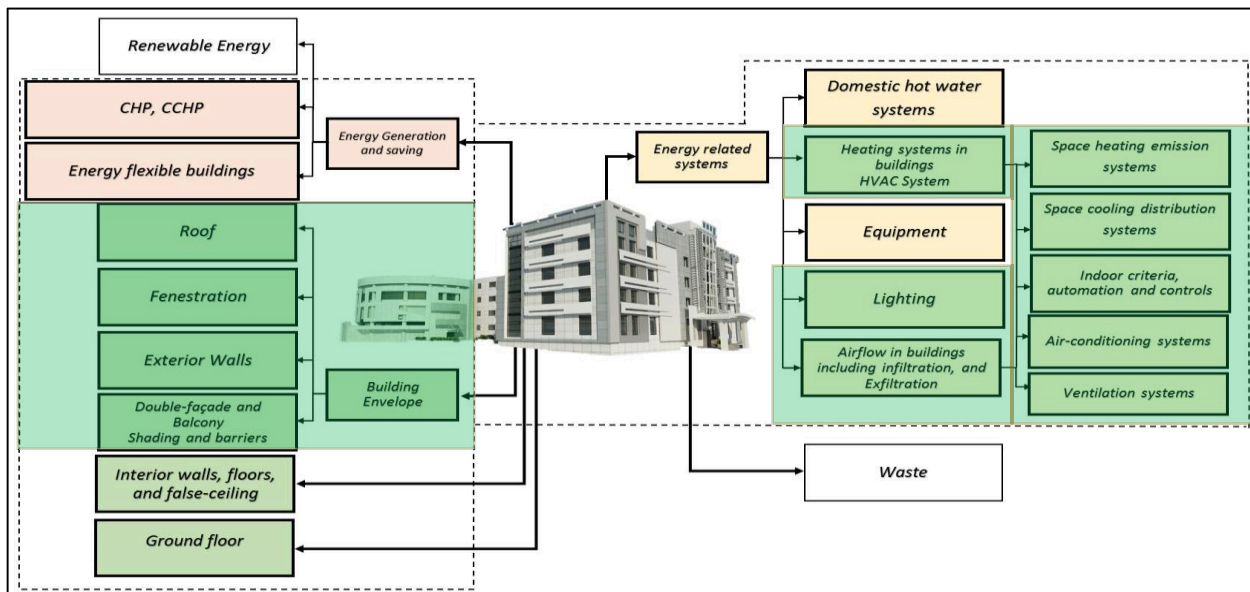 Renewable Energy
CHP, CCHP
Energy flexible buildings
Energy Generation
and saving
Roof
Fenestration
Exterior Walls
Double-façade and
Balcony
Shading and barriers
Building
Envelope
Interior walls, floors,
and false-ceiling
Ground floor
Energy related
systems
Domestic hot water
systems
Heating systems in
buildings
HVAC System
Equipment
Lighting
Airflow in buildings
including infiltration, and
Exfiltration
Space heating emission
systems
Space cooling distribution
systems
Indoor criteria,
automation and controls
Air-conditioning systems
Ventilation systems
Waste